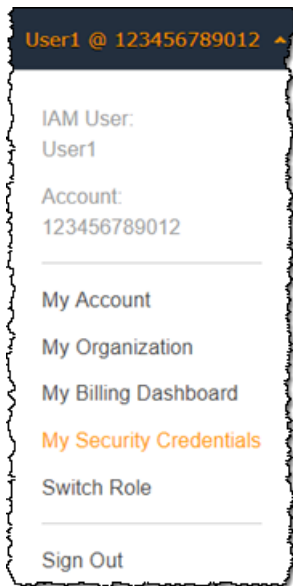 User1 @ 123456789012
IAM User:
User1
Account:
123456789012
My Account
My Organization
My Billing Dashboard
My Security Credentials
Switch Role
Sign Out